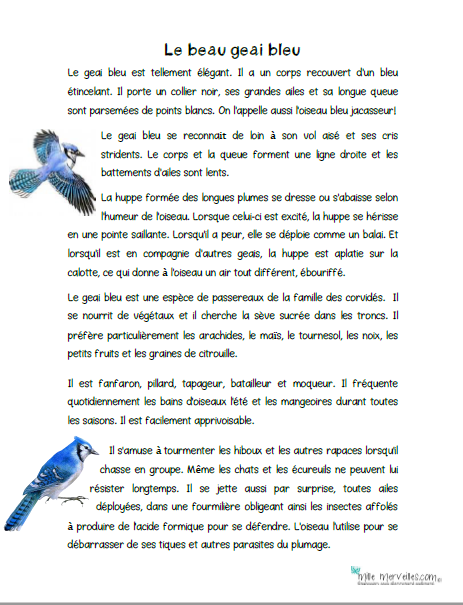 Le beau geai bleu
Le geai bleu est tellement élégant. Il a un corps recouvert d'un bleu
étincelant. Il porte un collier noir, ses grandes ailes et sa longue queue
sont parsemées de points blancs. On l'appelle aussi l'oiseau bleu jacasseur!
Le geai bleu se reconnait de loin à son vol aisé et ses cris
stridents. Le corps et la queue forment une ligne droite et les
battements d'ailes sont lents.
La huppe formée des longues plumes se dresse ou s'abaisse selon
l'humeur de l'oiseau. Lorsque celui-ci est excité, la huppe se hérisse
en une pointe saillante. Lorsqu'il a peur, elle se déploie comme un balai. Et
lorsqu'il est en compagnie d'autres geais, la huppe est aplatie sur la
calotte, ce qui donne à l'oiseau un air tout différent, ébouriffé.
Le geai bleu est une espèce de passereaux de la famille des corvidés. Il
se nourrit de végétaux et il cherche la sève sucrée dans les troncs. Il
préfère particulièrement les arachides, le maïs, le tournesol, les noix, les
petits fruits et les graines de citrouille.
Il est fanfaron, pillard, tapageur, batailleur et moqueur. Il fréquente
quotidiennement les bains d'oiseaux l'été et les mangeoires durant toutes
les saisons. Il est facilement apprivoisable.
Il s'amuse à tourmenter les hiboux et les autres rapaces lorsqu'il
chasse en groupe. Même les chats et les écureuils ne peuvent lui
résister longtemps. Il se jette aussi par surprise, toutes ailes
déployées, dans une fourmilière obligeant ainsi les insectes affolés
à produire de l'acide formique pour se défendre. L'oiseau l'utilise pour se
débarrasser de ses tiques et autres parasites du plumage.
mille merveilles.com